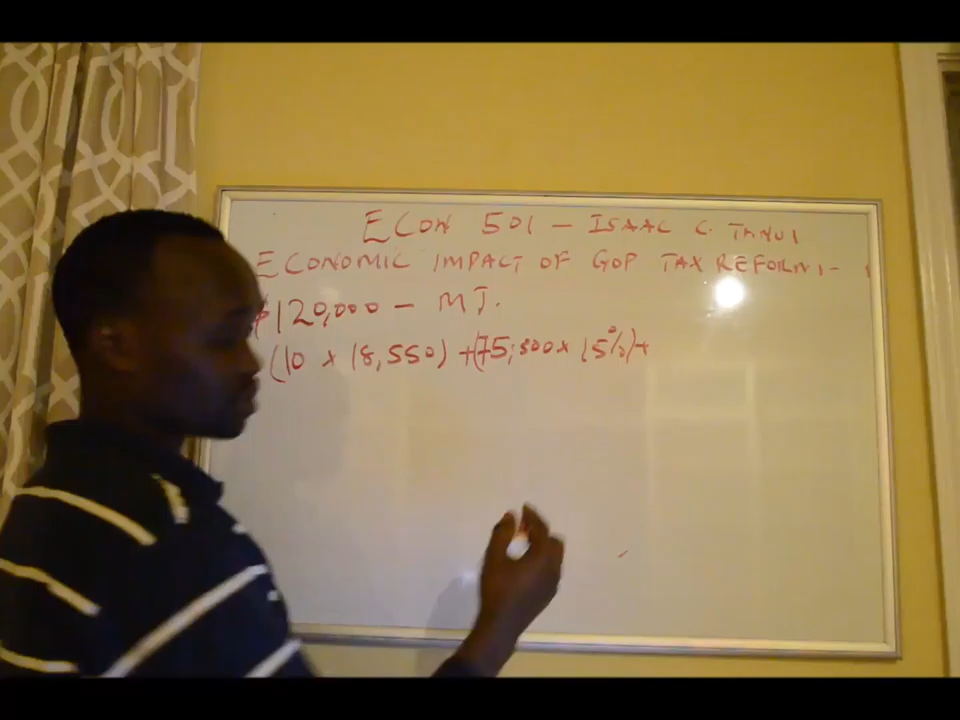 ECON 501 - ISAAC C. TANUI
ECONOMIC IMPACT OF GOP TAX REFORM:-
$120,000 - MJ.
(10 x 18,550) + (75,300 x 15%) +